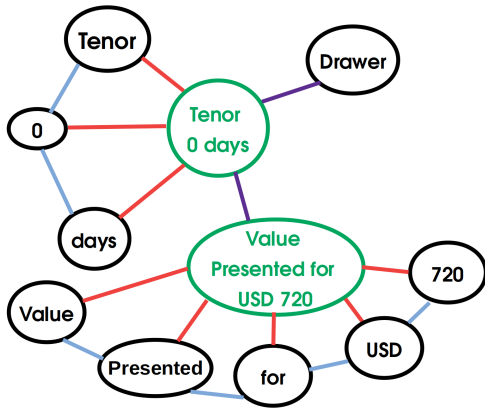 Tenor
Drawer
Tenor
0 days
0
days
Value
Presented for
USD 720
720
Value
USD
Presented
for